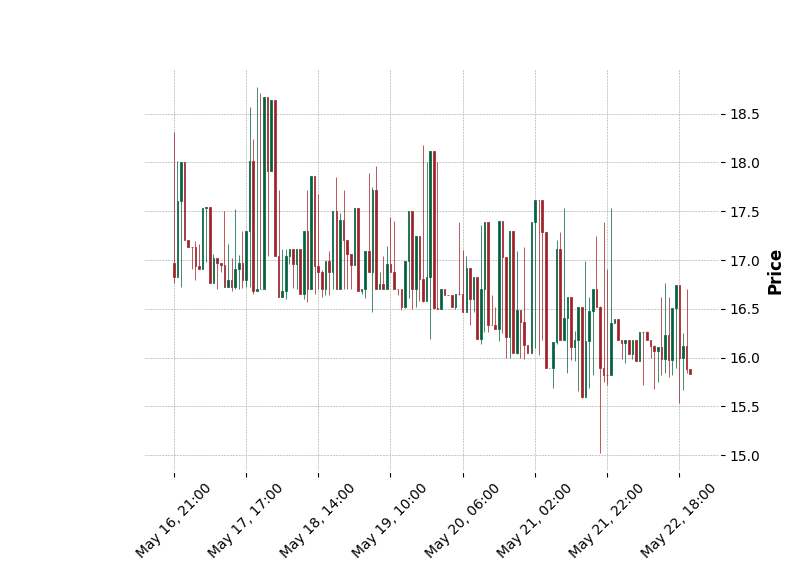 18.5
18.0
17.5
17.0
16.5
16.0
15.5
15.0
Price
May 16, 21:00
May 17, 17:00
May 18, 14:00
May 19, 10:00
May 20, 06:00
May 21, 02:00
May 21, 22:00
May 22, 18:00